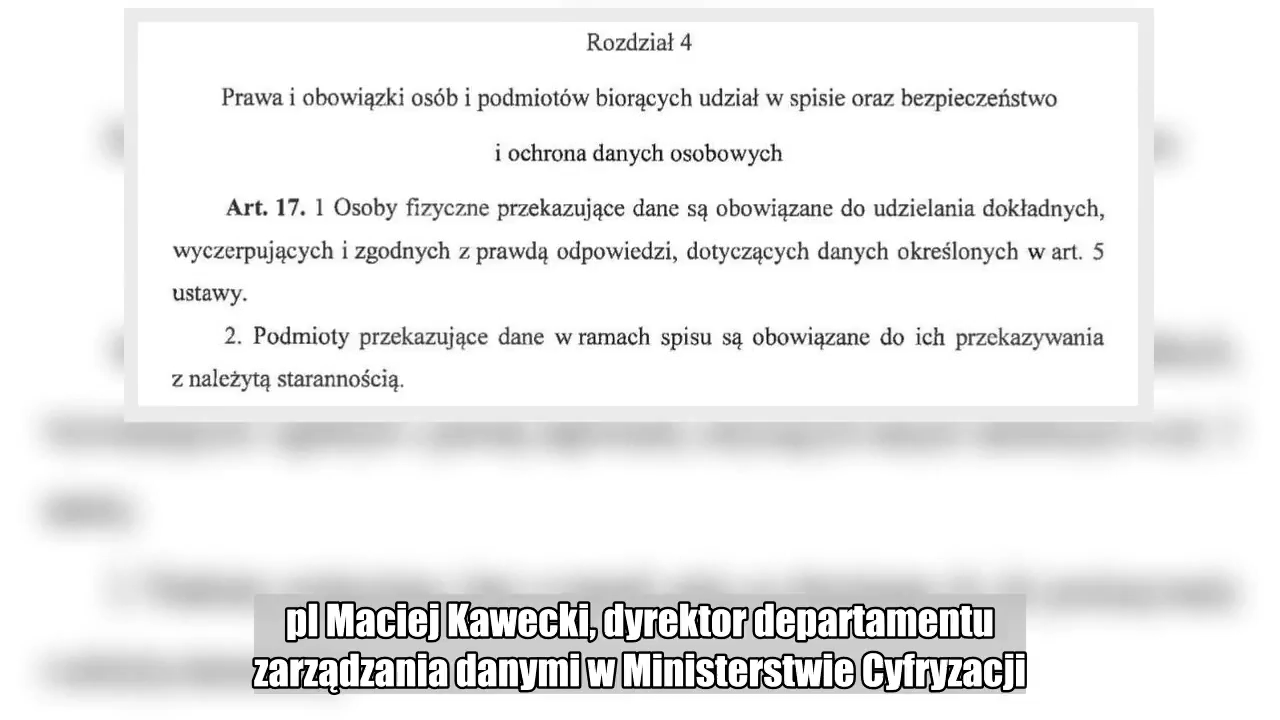 Rozdział 4
Prawa i obowiązki osób i podmiotów biorących udział w spisie oraz bezpieczeństwo
i ochrona danych osobowych
Art. 17. 1 Osoby fizyczne przekazujące dane są obowiązane do udzielania dokładnych,
wyczerpujących i zgodnych z prawdą odpowiedzi, dotyczących danych określonych w art. 5
ustawy.
2. Podmioty przekazujące dane w ramach spisu są obowiązane do ich przekazywania
z należytą starannością.
pl Maciej Kawecki, dyrektor departamentu
zarządzania danymi w Ministerstwie Cyfryzacji